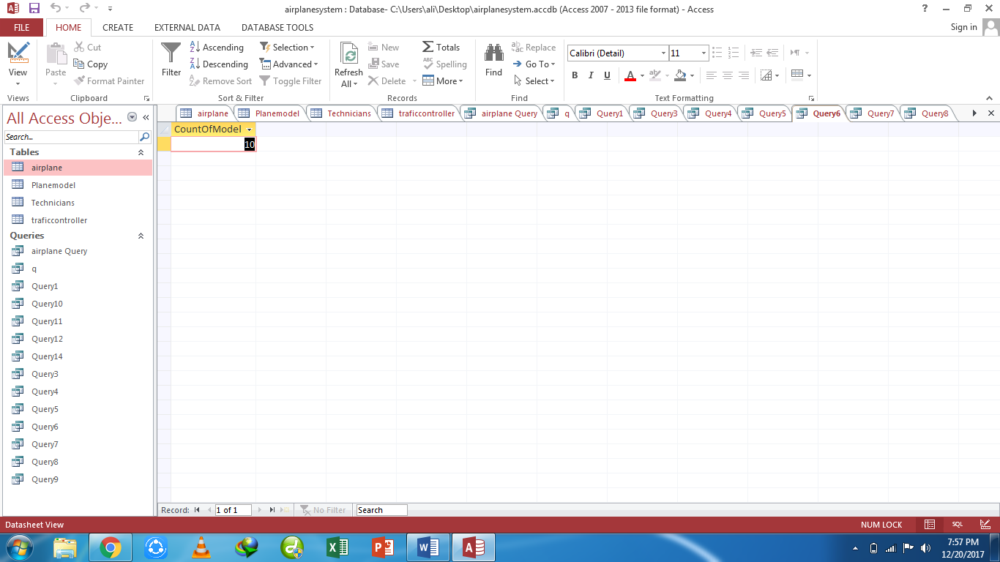 airplanesystem : Database- C:\Users\ali\Desktop\airplanesystem.accdb (Access 2007 - 2013 file format) - Access
FILE HOME CREATE EXTERNAL DATA DATABASE TOOLS Sign in
View
Views
Paste
Cut
Copy
Format Painter
Clipboard
Filter
Ascending
Descending
Remove Sort
Selection
Advanced
Toggle Filter
Sort & Filter
Refresh
All
New
Save
Delete
Totals
Spelling
More
Records
Find
Replace
Go To
Select
Find
Calibri (Detail) 11
B I U A
Text Formatting
All Access Obje...
Search...
Tables
airplane
Planemodel
Technicians
traficcontroller
Queries
airplane Query
q
Query1
Query10
Query11
Query12
Query14
Query3
Query4
Query5
Query6
Query7
Query8
Query9
airplane Planemodel Technicians traficcontroller airplane Query q Query1 Query3 Query4 Query5 Query6 Query7 Query8
CountOfModel
10
Record: 1 of 1 No Filter Search
Datasheet View NUM LOCK SQL
7:57 PM
12/20/2017